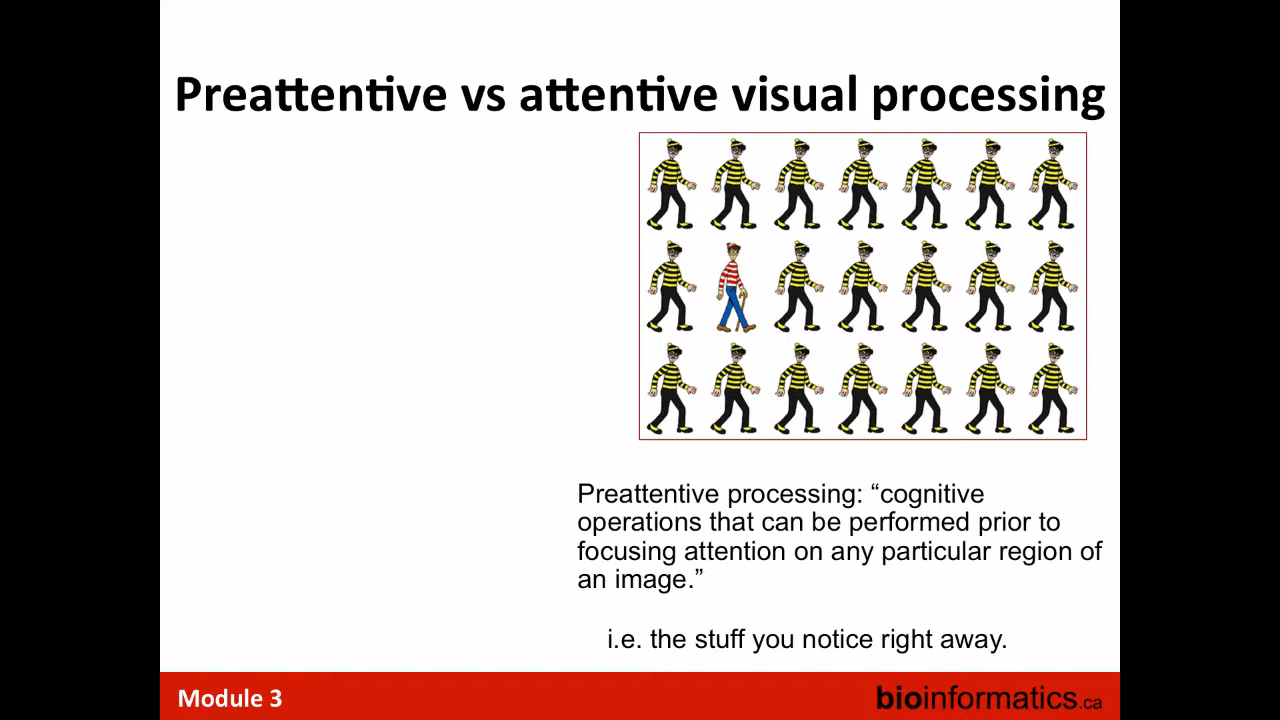 Preattentive vs attentive visual processing
Preattentive processing: “cognitive
operations that can be performed prior to
focusing attention on any particular region of
an image.”
i.e. the stuff you notice right away.
Module 3
bioinformatics.ca